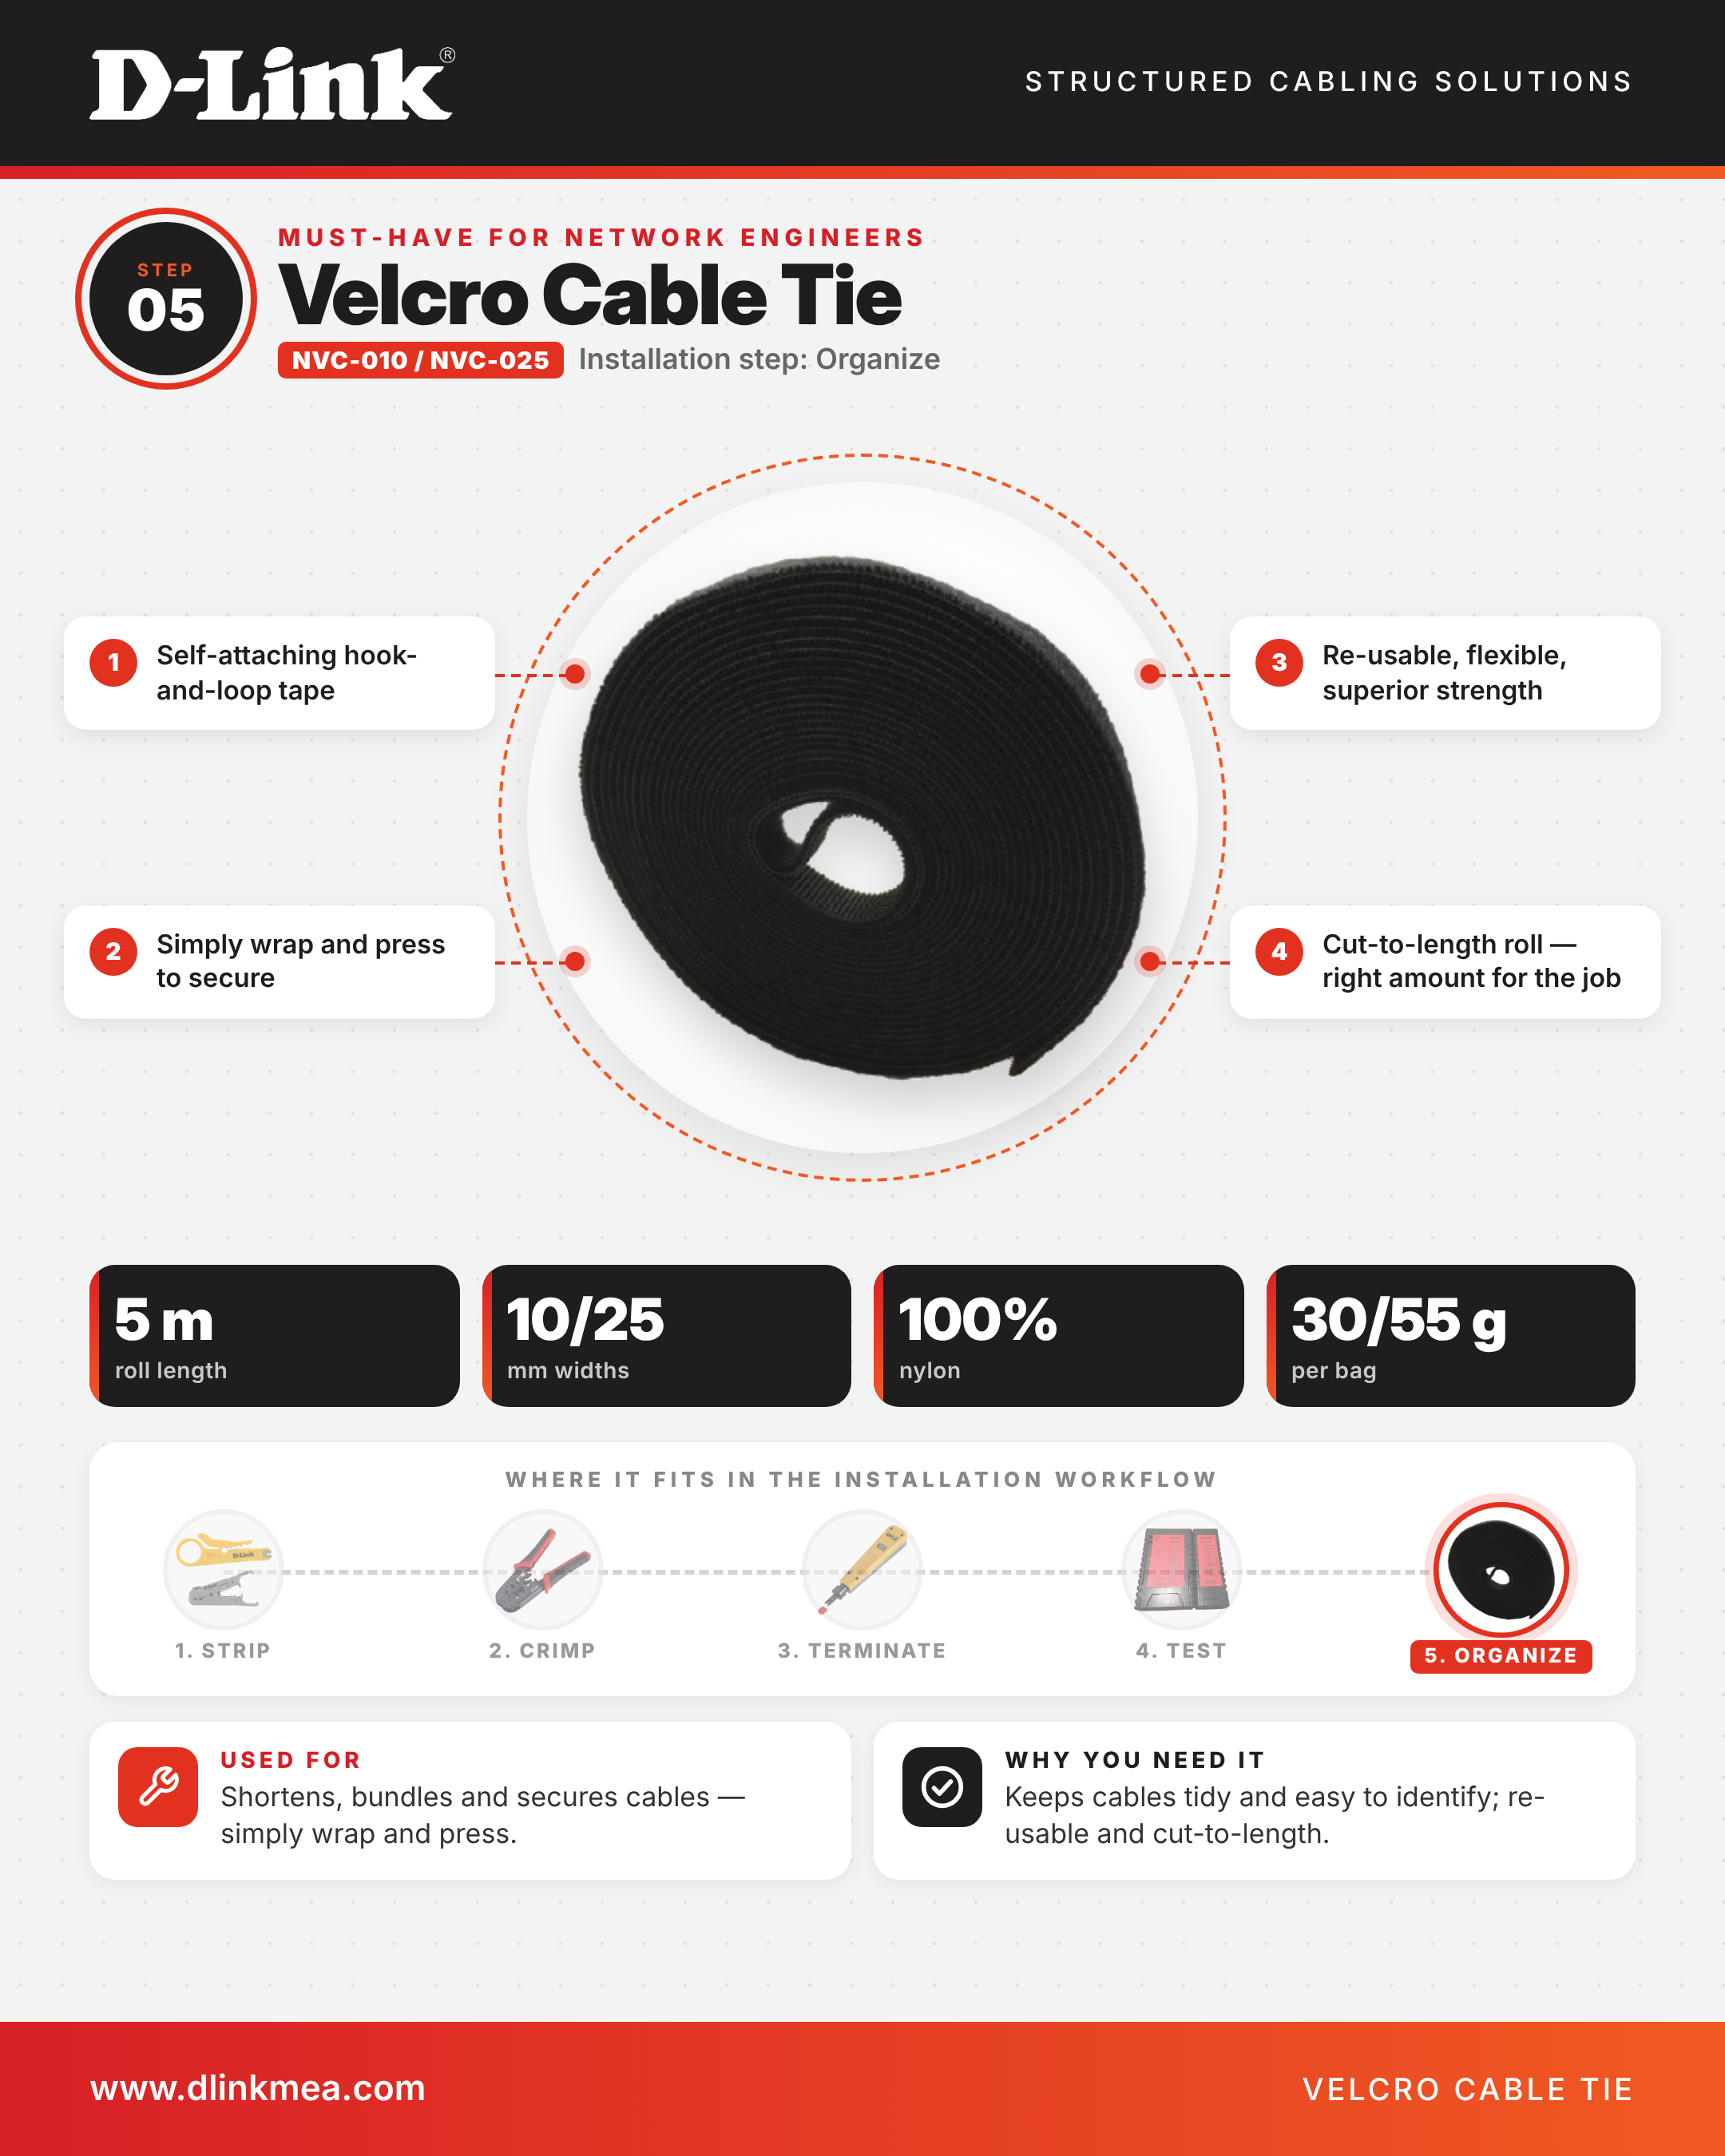 D-Link®
STRUCTURED CABLING SOLUTIONS
STEP
05
MUST-HAVE FOR NETWORK ENGINEERS
Velcro Cable Tie
NVC-010 / NVC-025 Installation step: Organize
1 Self-attaching hook-
and-loop tape
3 Re-usable, flexible,
superior strength
2 Simply wrap and press
to secure
4 Cut-to-length roll —
right amount for the job
5 m
roll length
10/25
mm widths
100%
nylon
30/55 g
per bag
WHERE IT FITS IN THE INSTALLATION WORKFLOW
D-Link
1. STRIP
2. CRIMP
3. TERMINATE
4. TEST
5. ORGANIZE
USED FOR
Shortens, bundles and secures cables —
simply wrap and press.
WHY YOU NEED IT
Keeps cables tidy and easy to identify; re-
usable and cut-to-length.
www.dlinkmea.com
VELCRO CABLE TIE